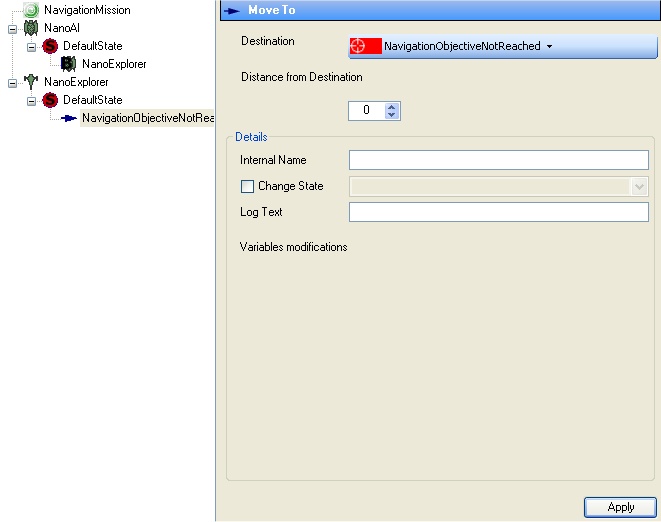 NavigationMission
NanoAI
DefaultState
NanoExplorer
NanoExplorer
DefaultState
NavigationObjectiveNotRea
Move To
Destination
NavigationObjectiveNotReached
Distance from Destination
0
Details
Internal Name
Change State
Log Text
Variables modifications
Apply